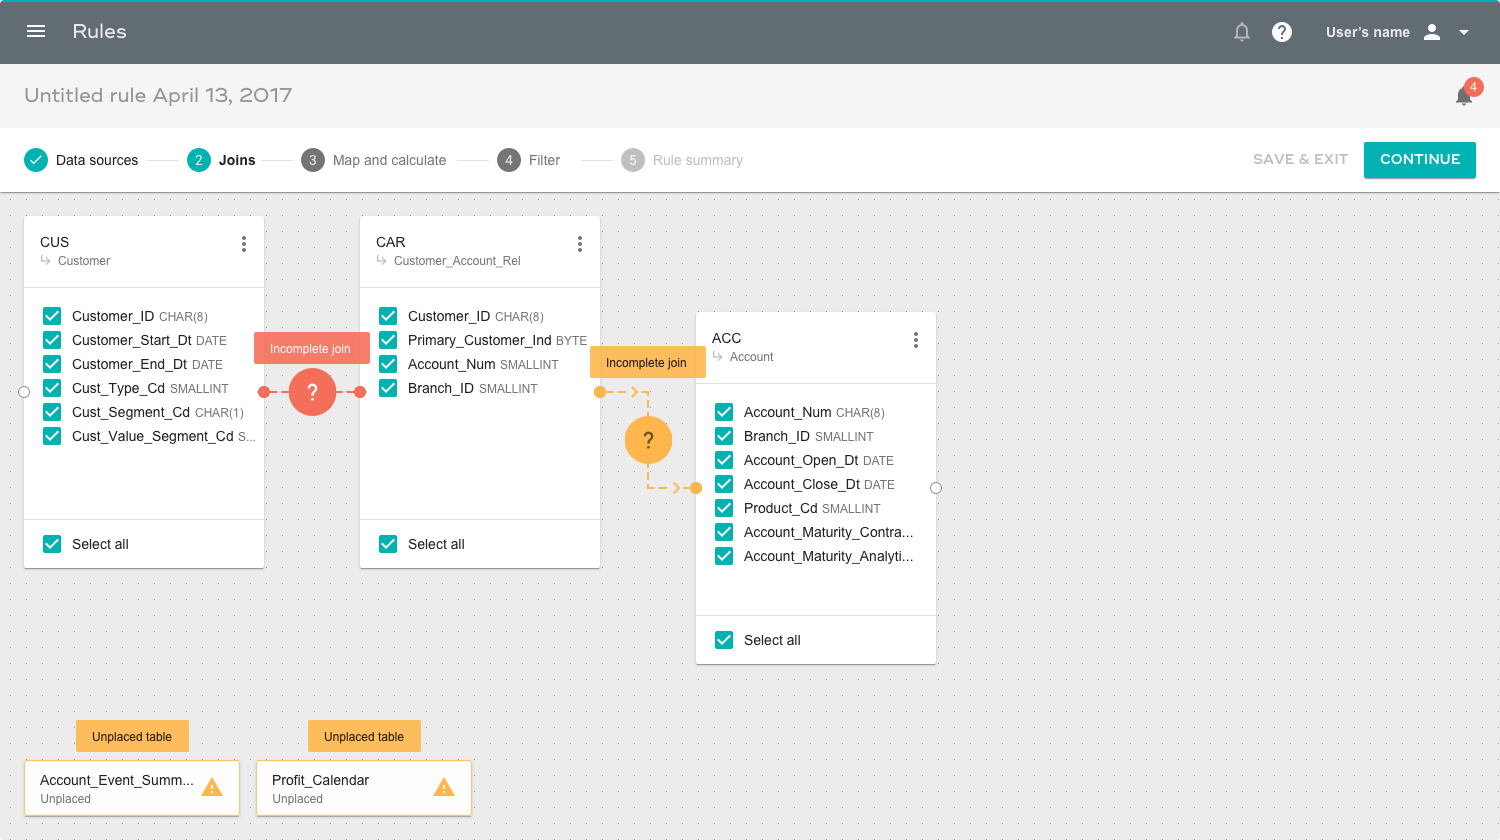 Rules
?
User's name
Untitled rule April 13, 2017
4
Data sources
2 Joins
3 Map and calculate
4 Filter
5 Rule summary
SAVE & EXIT
CONTINUE
CUS
Customer
Customer_ID CHAR(8)
Customer_Start_Dt DATE
Customer_End_Dt DATE
Cust_Type_Cd SMALLINT
Cust_Segment_Cd CHAR(1)
Cust_Value_Segment_Cd S...
Select all
Incomplete join
?
CAR
Customer_Account_Rel
Customer_ID CHAR(8)
Primary_Customer_Ind BYTE
Account_Num SMALLINT
Branch_ID SMALLINT
Select all
Incomplete join
?
ACC
Account
Account_Num CHAR(8)
Branch_ID SMALLINT
Account_Open_Dt DATE
Account_Close_Dt DATE
Product_Cd SMALLINT
Account_Maturity_Contra...
Account_Maturity_Analyti...
Select all
Unplaced table
Account_Event_Summ...
Unplaced
Unplaced table
Profit_Calendar
Unplaced